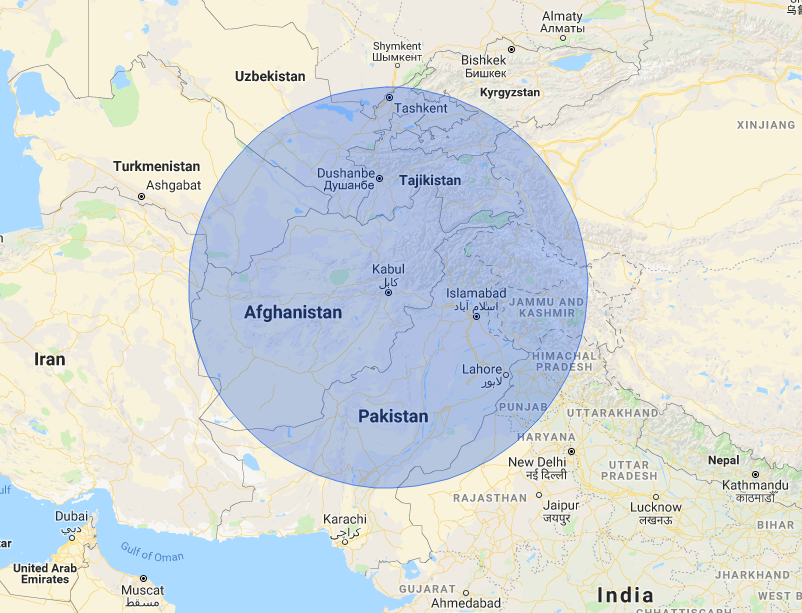 Almaty
Алматы
Shymkent
Шымкент
Bishkek
Бишкек
Uzbekistan
Kyrgyzstan
Tashkent
XINJIANG
Turkmenistan
Ashgabat
Dushanbe
Душанбе
Tajikistan
Kabul
کابل
Islamabad
اسلام آباد
Afghanistan
JAMMU AND
KASHMIR
Iran
HIMACHAL
PRADESH
Lahore
لاہور
Pakistan
PUNJAB
UTTARAKHAND
HARYANA
New Delhi
नई दिल्ली
UTTAR
PRADESH
Nepal
Kathmandu
काठमाडौँ
RAJASTHAN
Jaipur
जयपुर
Lucknow
लखनऊ
Karachi
کراچی
Dubai
دبي
BIHAR
Gulf of Oman
United Arab
Emirates
Muscat
مسقط
JHARKHAND
GUJARAT
Ahmedabad
India
WEST B
CHHATTISGARH